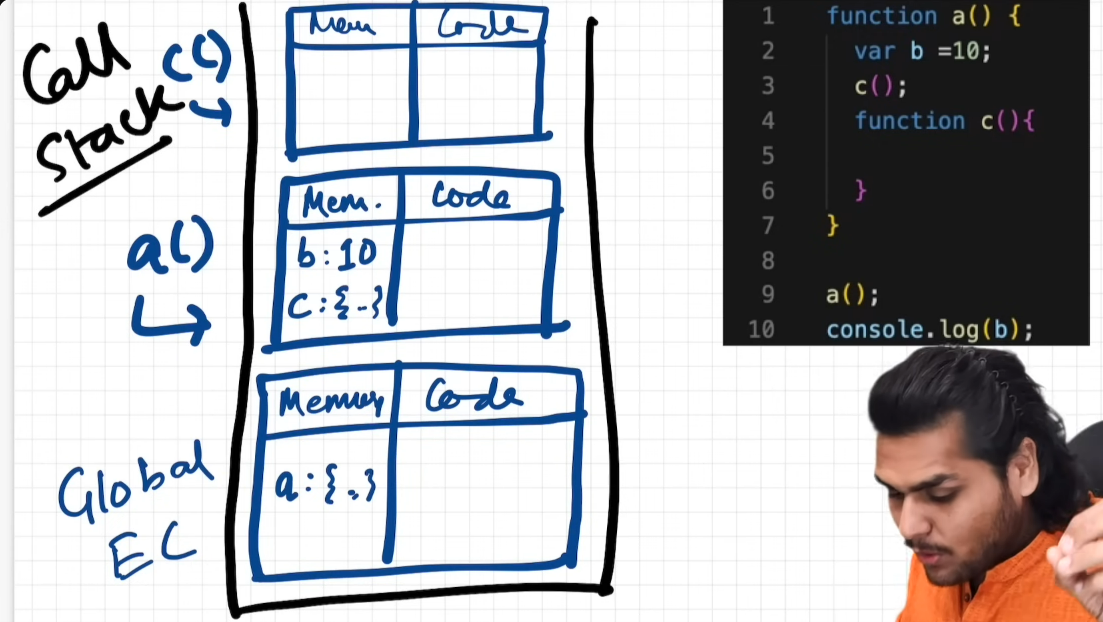 Call
Stack
c()
Mem
Code
a()
Mem.
Code
b:10
c:{..}
Global
EC
Memory
Code
a:{..}
1 function a() {
2 var b =10;
3 c();
4 function c(){
5
6 }
7 }
8
9 a();
10 console.log(b);